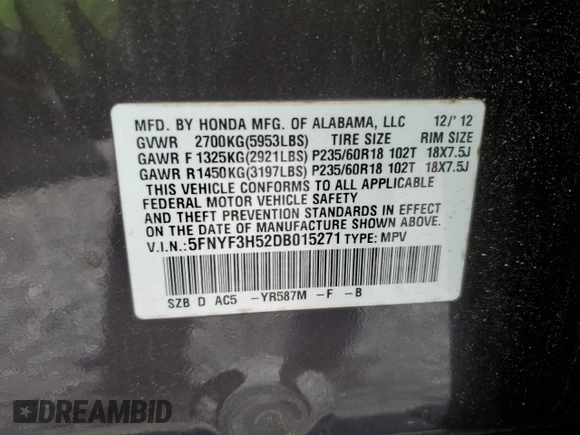 MFD. BY HONDA MFG. OF ALABAMA, LLC 12/'12
GVWR 2700KG(5953LBS) TIRE SIZE RIM SIZE
GAWR F 1325KG(2921LBS) P235/60R18 102T 18X7.5J
GAWR R1450KG(3197LBS) P235/60R18 102T 18X7.5J
THIS VEHICLE CONFORMS TO ALL APPLICABLE
FEDERAL MOTOR VEHICLE SAFETY
AND THEFT PREVENTION STANDARDS IN EFFECT
ON THE DATE OF MANUFACTURE SHOWN ABOVE.
V.I.N.:5FNYF3H52DB015271 TYPE: MPV
SZB D AC5 -YR587M -F -B
DREAMBID